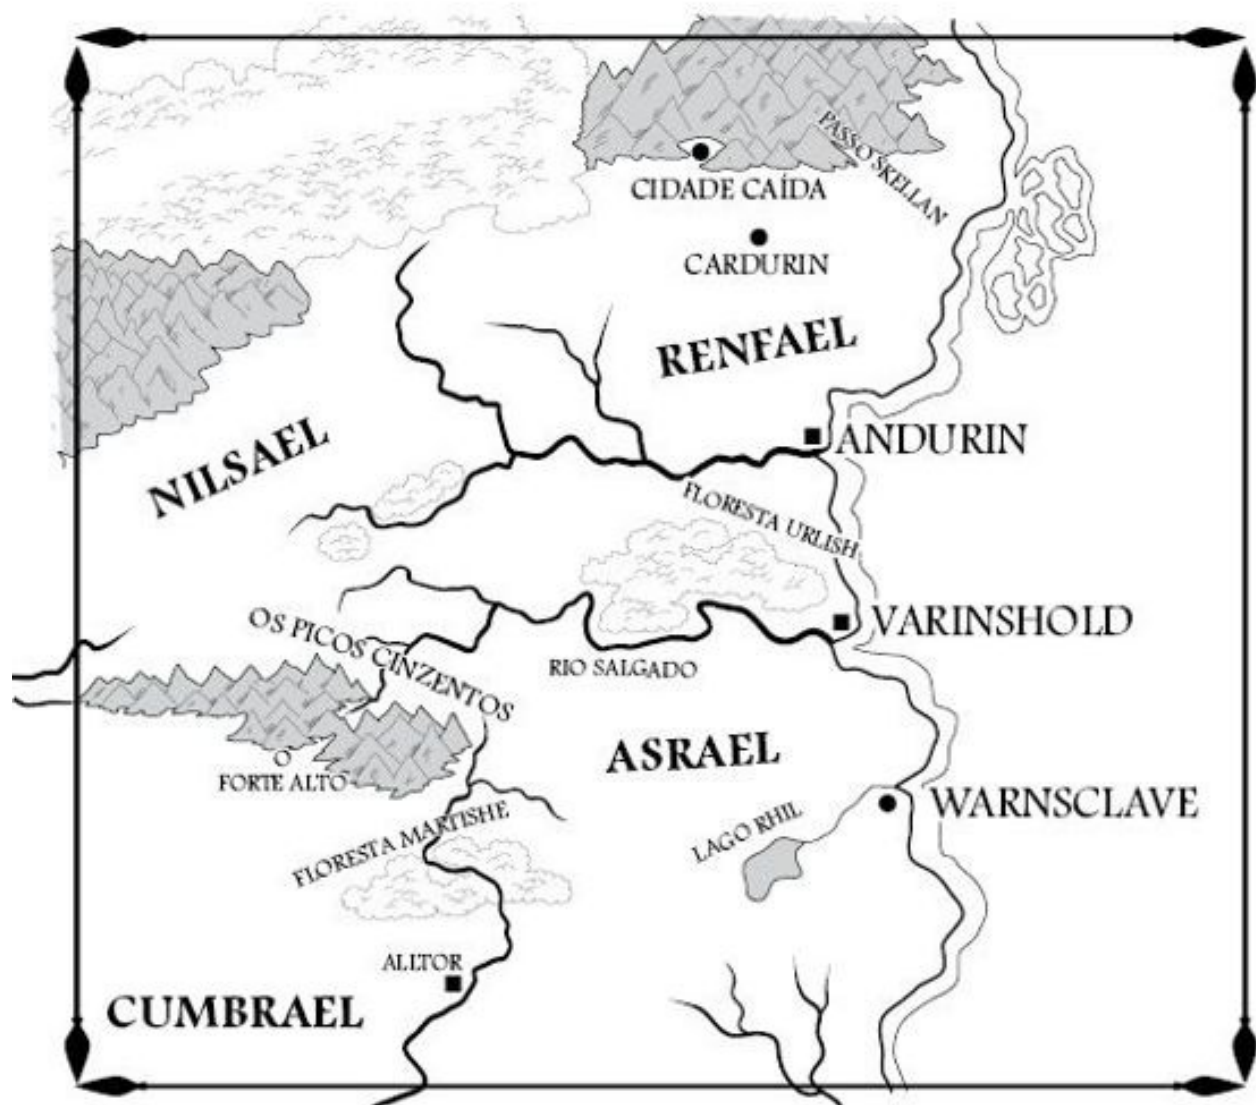 PASSO SKELLAN
CIDADE CAÍDA
CARDURIN
RENFAEL
NILSAEL
ANDURIN
FLORESTA URLISH
VARINSHOLD
OS PICOS CINZENTOS
RIO SALGADO
ASRAEL
FORTE ALTO
WARNSCLAVE
LAGO RHIL
FLORESTA MARTISHE
ALLTOR
CUMBRAEL